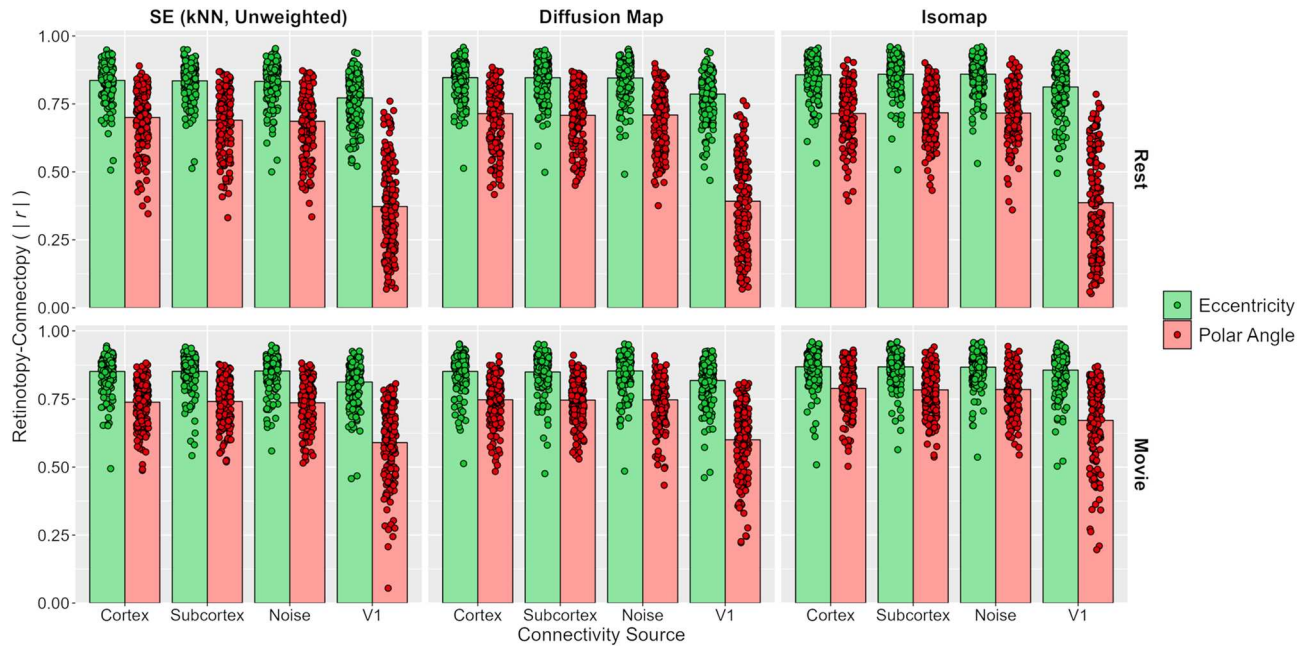 SE (kNN, Unweighted) Diffusion Map Isomap
1.00
0.75
0.50
0.25
0.00
Rest
1.00
0.75
0.50
0.25
0.00
Movie
Retinotopy-Connectopy ( | r | )
Eccentricity
Polar Angle
Cortex Subcortex Noise V1 Cortex Subcortex Noise V1 Cortex Subcortex Noise V1
Connectivity Source